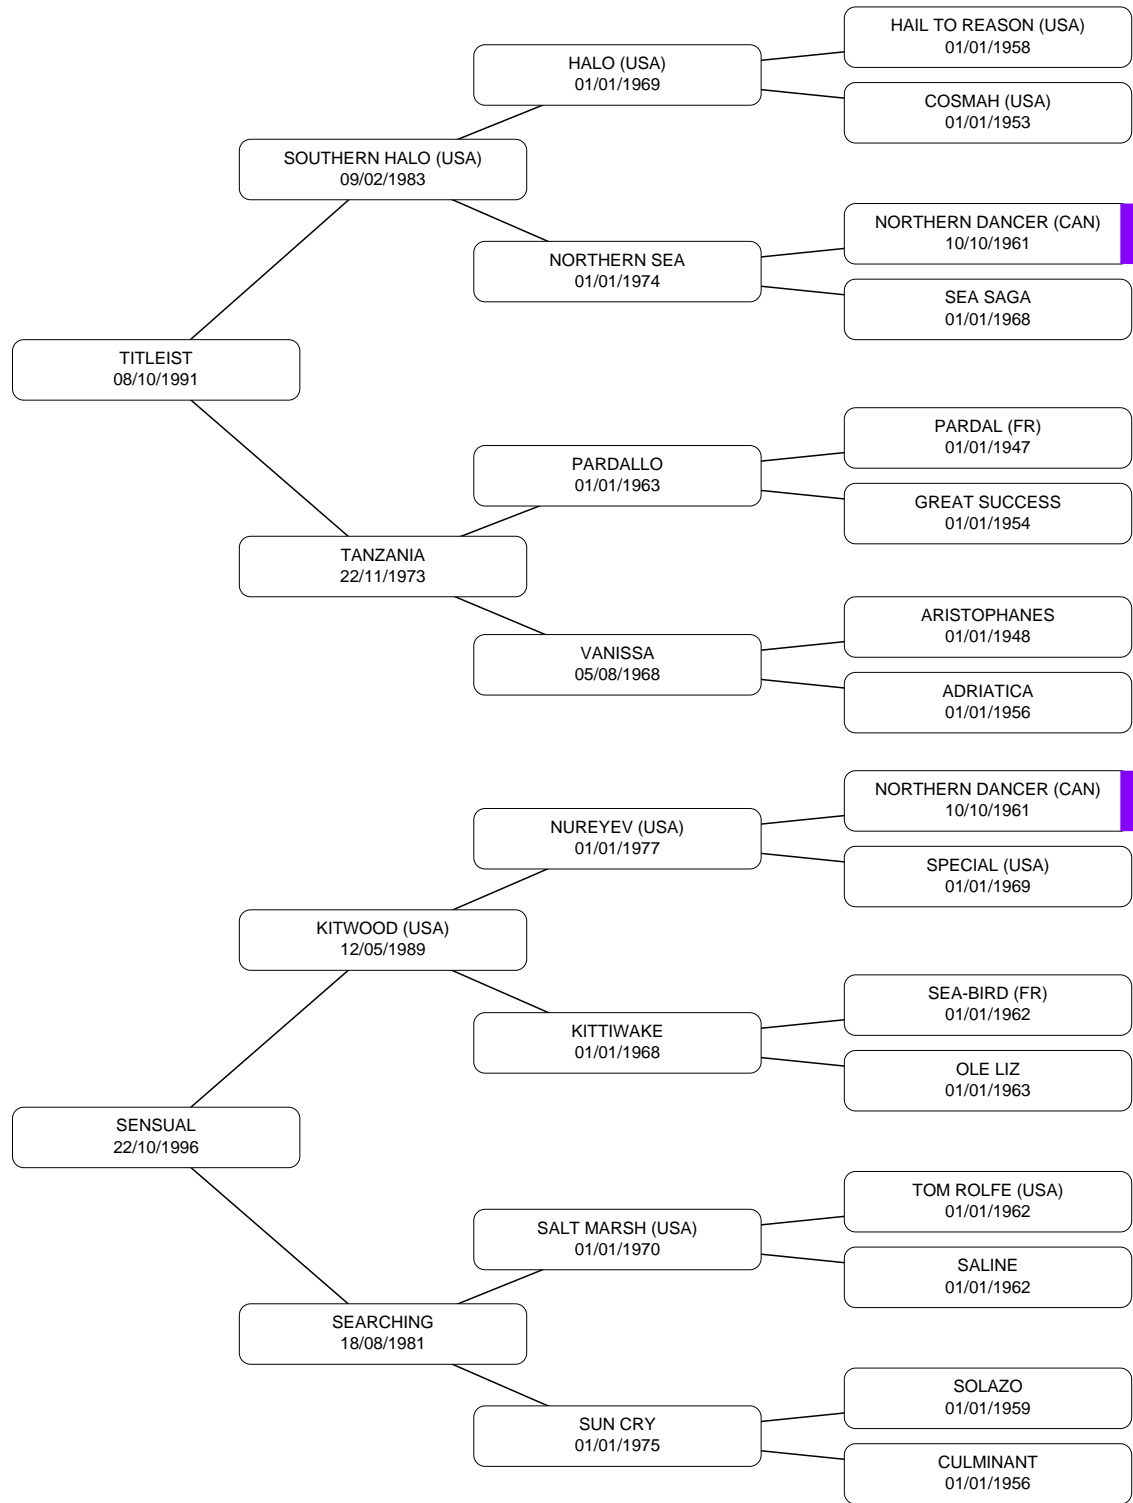 HAIL TO REASON (USA)
01/01/1958
HALO (USA)
01/01/1969
COSMAH (USA)
01/01/1953
SOUTHERN HALO (USA)
09/02/1983
NORTHERN DANCER (CAN)
10/10/1961
NORTHERN SEA
01/01/1974
SEA SAGA
01/01/1968
TITLEIST
08/10/1991
PARDAL (FR)
01/01/1947
PARDALLO
01/01/1963
GREAT SUCCESS
01/01/1954
TANZANIA
22/11/1973
ARISTOPHANES
01/01/1948
VANISSA
05/08/1968
ADRIATICA
01/01/1956
NORTHERN DANCER (CAN)
10/10/1961
NUREYEV (USA)
01/01/1977
SPECIAL (USA)
01/01/1969
KITWOOD (USA)
12/05/1989
SEA-BIRD (FR)
01/01/1962
KITTIWAKE
01/01/1968
OLE LIZ
01/01/1963
SENSUAL
22/10/1996
TOM ROLFE (USA)
01/01/1962
SALT MARSH (USA)
01/01/1970
SALINE
01/01/1962
SEARCHING
18/08/1981
SOLAZO
01/01/1959
SUN CRY
01/01/1975
CULMINANT
01/01/1956